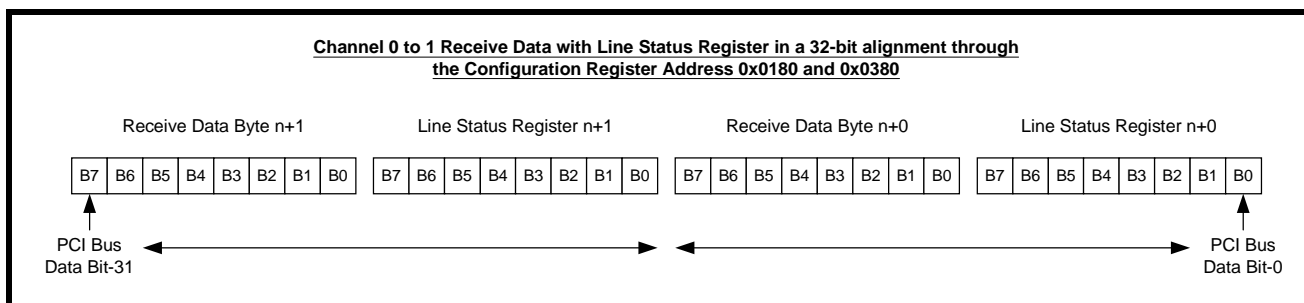 Channel 0 to 1 Receive Data with Line Status Register in a 32-bit alignment through
the Configuration Register Address 0x0180 and 0x0380
Receive Data Byte n+1 Line Status Register n+1 Receive Data Byte n+0 Line Status Register n+0
B7 B6 B5 B4 B3 B2 B1 B0 B7 B6 B5 B4 B3 B2 B1 B0 B7 B6 B5 B4 B3 B2 B1 B0 B7 B6 B5 B4 B3 B2 B1 B0
PCI Bus PCI Bus
Data Bit-31 Data Bit-0